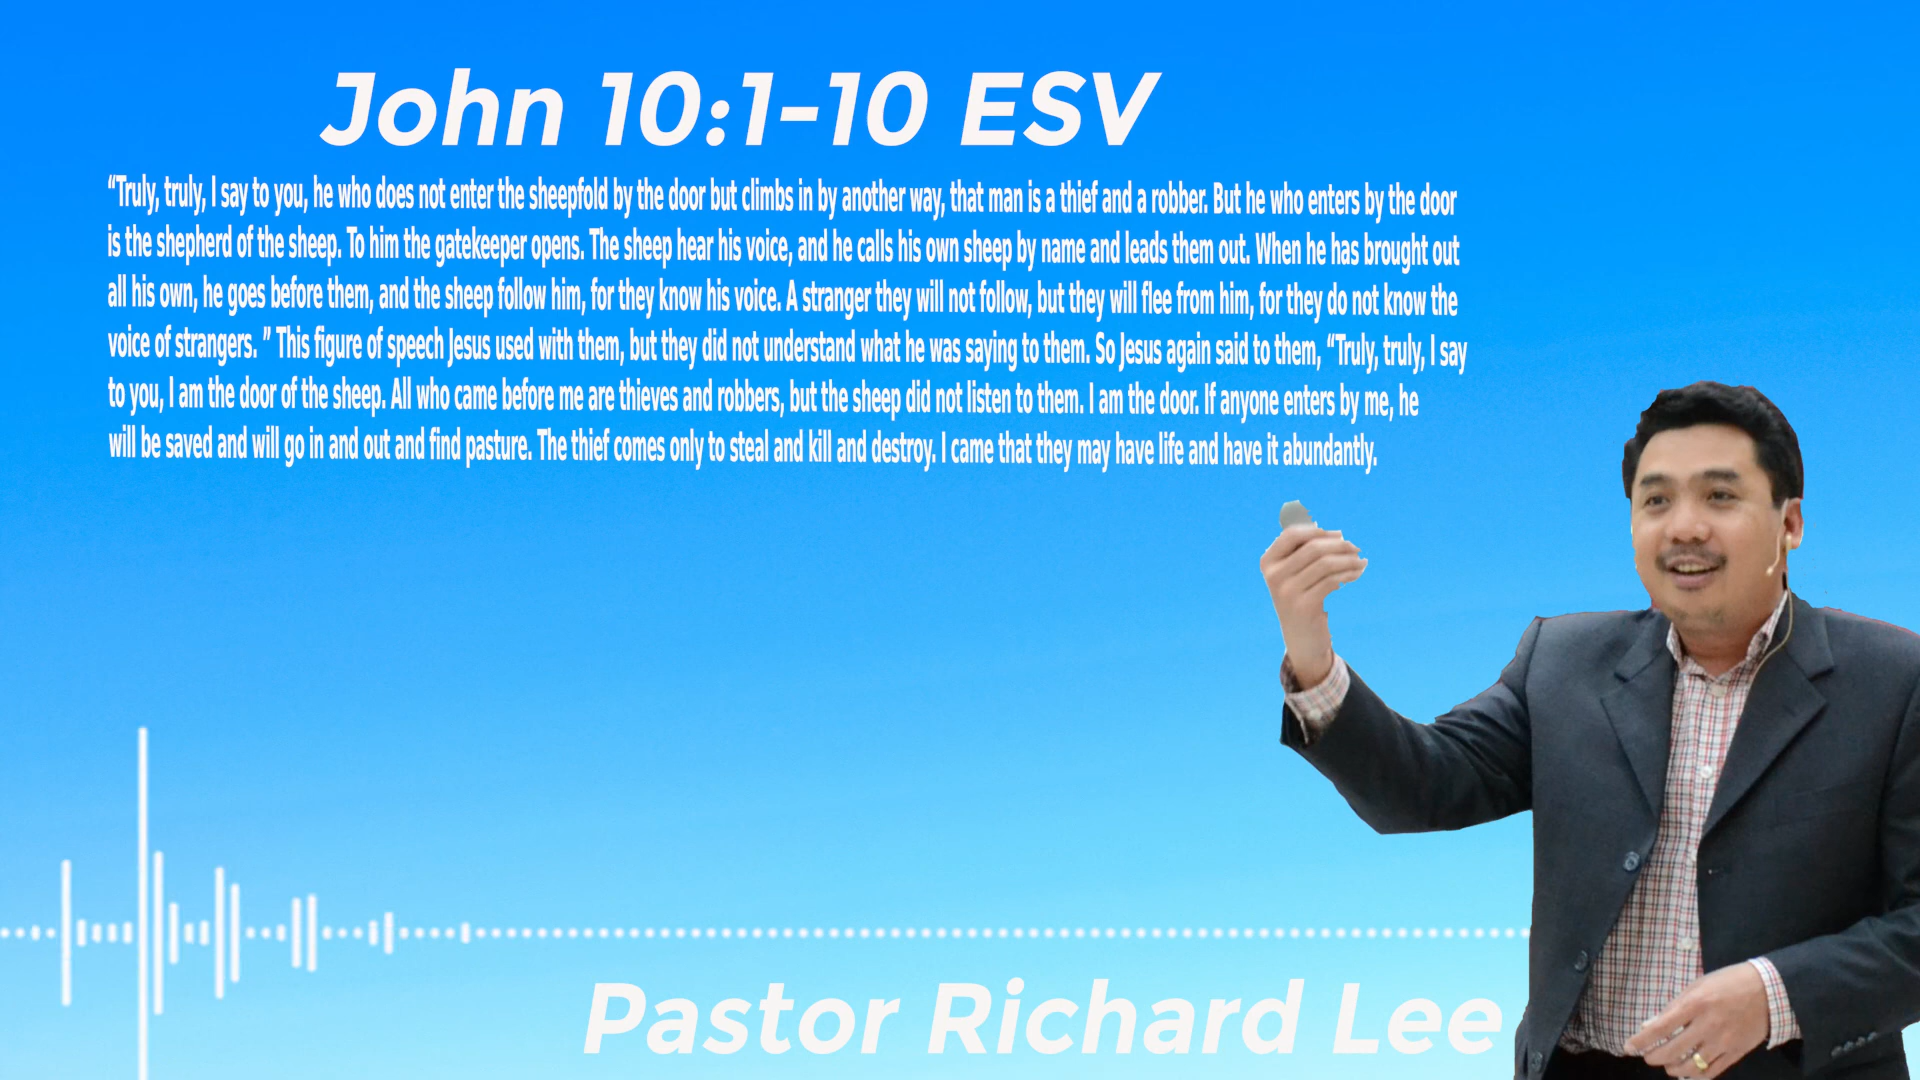 John 10:1-10 ESV
“Truly, truly, I say to you, he who does not enter the sheepfold by the door but climbs in by another way, that man is a thief and a robber. But he who enters by the door
is the shepherd of the sheep. To him the gatekeeper opens. The sheep hear his voice, and he calls his own sheep by name and leads them out. When he has brought out
all his own, he goes before them, and the sheep follow him, for they know his voice. A stranger they will not follow, but they will flee from him, for they do not know the
voice of strangers. ” This figure of speech Jesus used with them, but they did not understand what he was saying to them. So Jesus again said to them, “Truly, truly, I say
to you, I am the door of the sheep. All who came before me are thieves and robbers, but the sheep did not listen to them. I am the door. If anyone enters by me, he
will be saved and will go in and out and find pasture. The thief comes only to steal and kill and destroy. I came that they may have life and have it abundantly.
Pastor Richard Lee